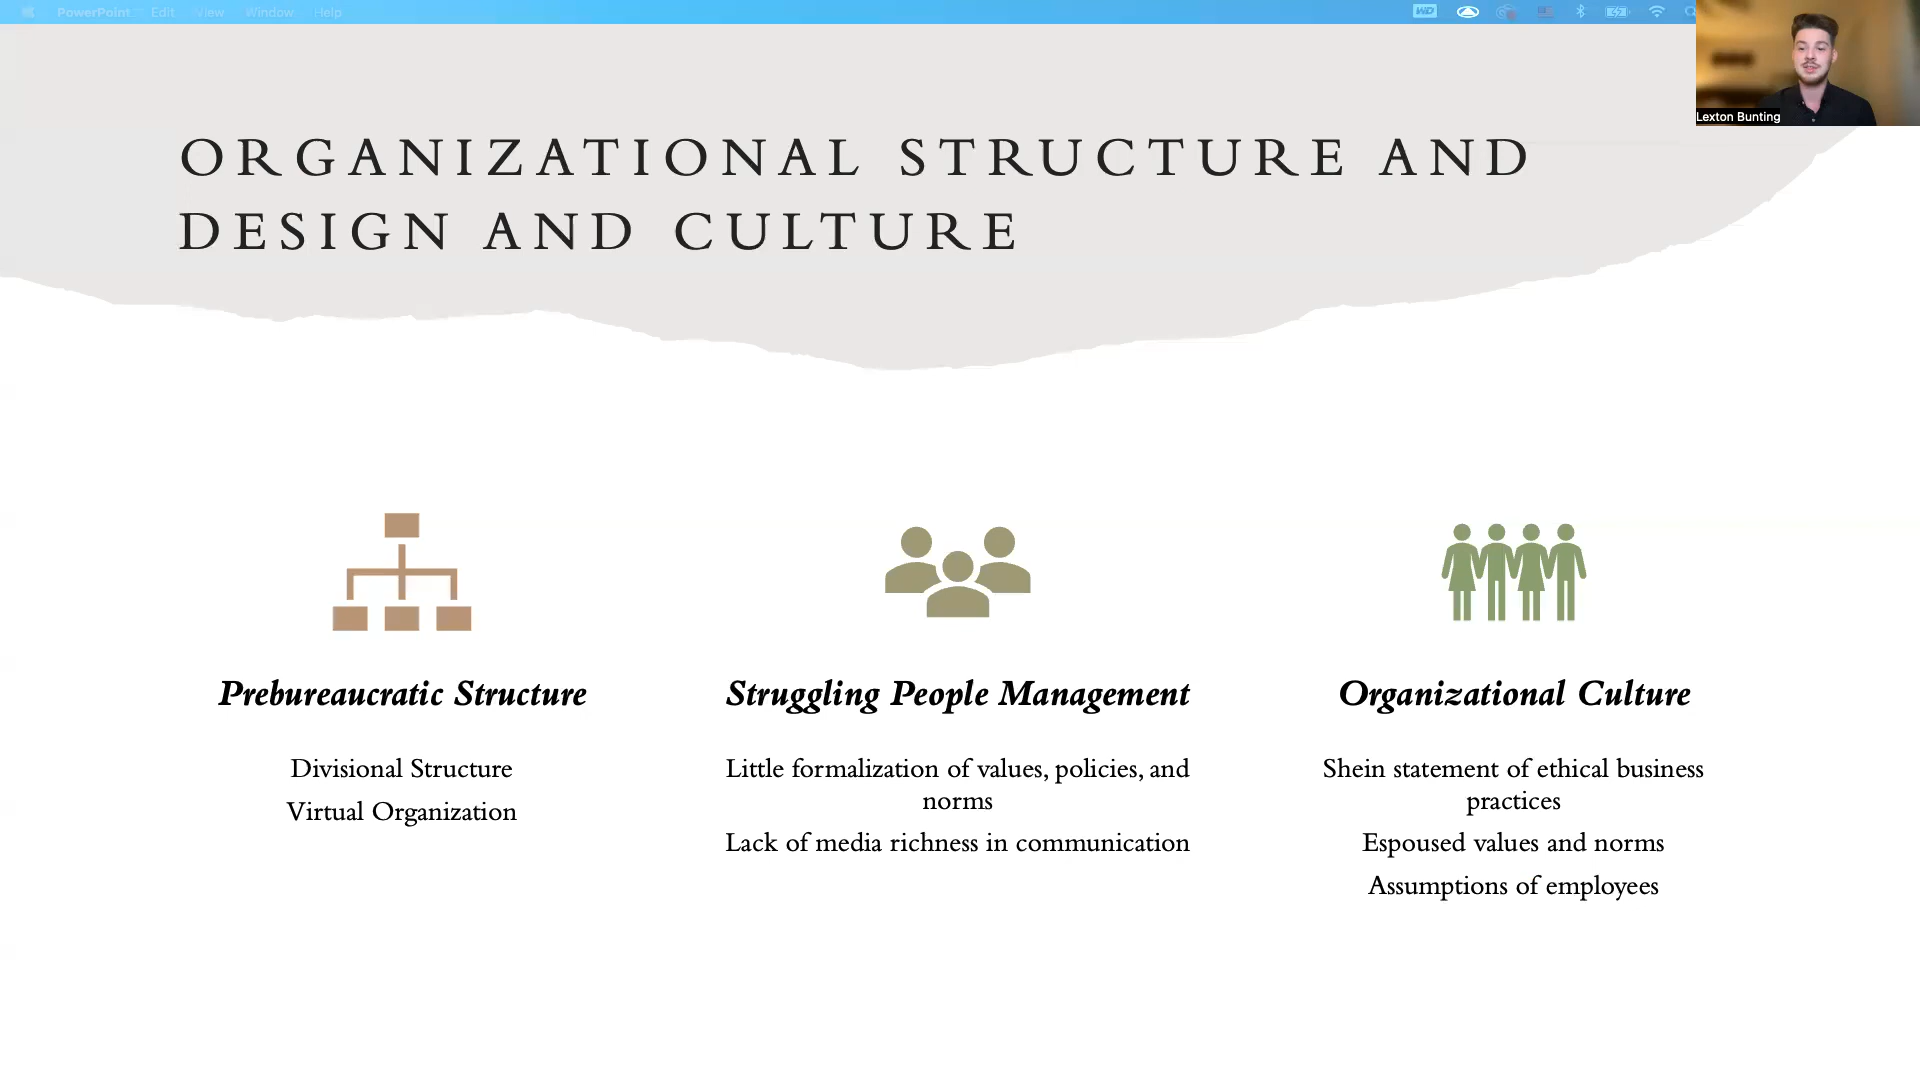 PowerPoint Edit View Window Help
WD
Lexton Bunting
ORGANIZATIONAL STRUCTURE AND
DESIGN AND CULTURE
Prebureaucratic Structure
Divisional Structure
Virtual Organization
Struggling People Management
Little formalization of values, policies, and
norms
Lack of media richness in communication
Organizational Culture
Shein statement of ethical business
practices
Espoused values and norms
Assumptions of employees